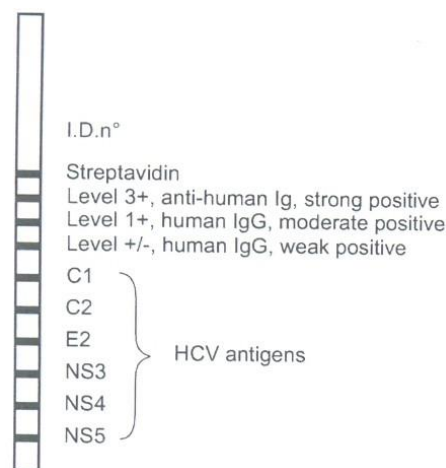 I.D.n°
Streptavidin
Level 3+, anti-human Ig, strong positive
Level 1+, human IgG, moderate positive
Level +/-, human IgG, weak positive
C1
C2
E2
HCV antigens
NS3
NS4
NS5